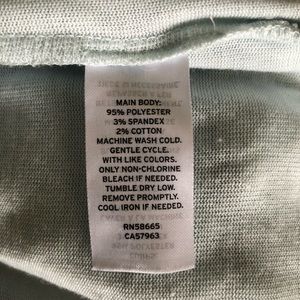 MAIN BODY:
95% POLYESTER
3% SPANDEX
2% COTTON
MACHINE WASH COLD.
GENTLE CYCLE.
WITH LIKE COLORS.
ONLY NON-CHLORINE
BLEACH IF NEEDED.
TUMBLE DRY LOW.
REMOVE PROMPTLY.
COOL IRON IF NEEDED.
RN58665
CA57963